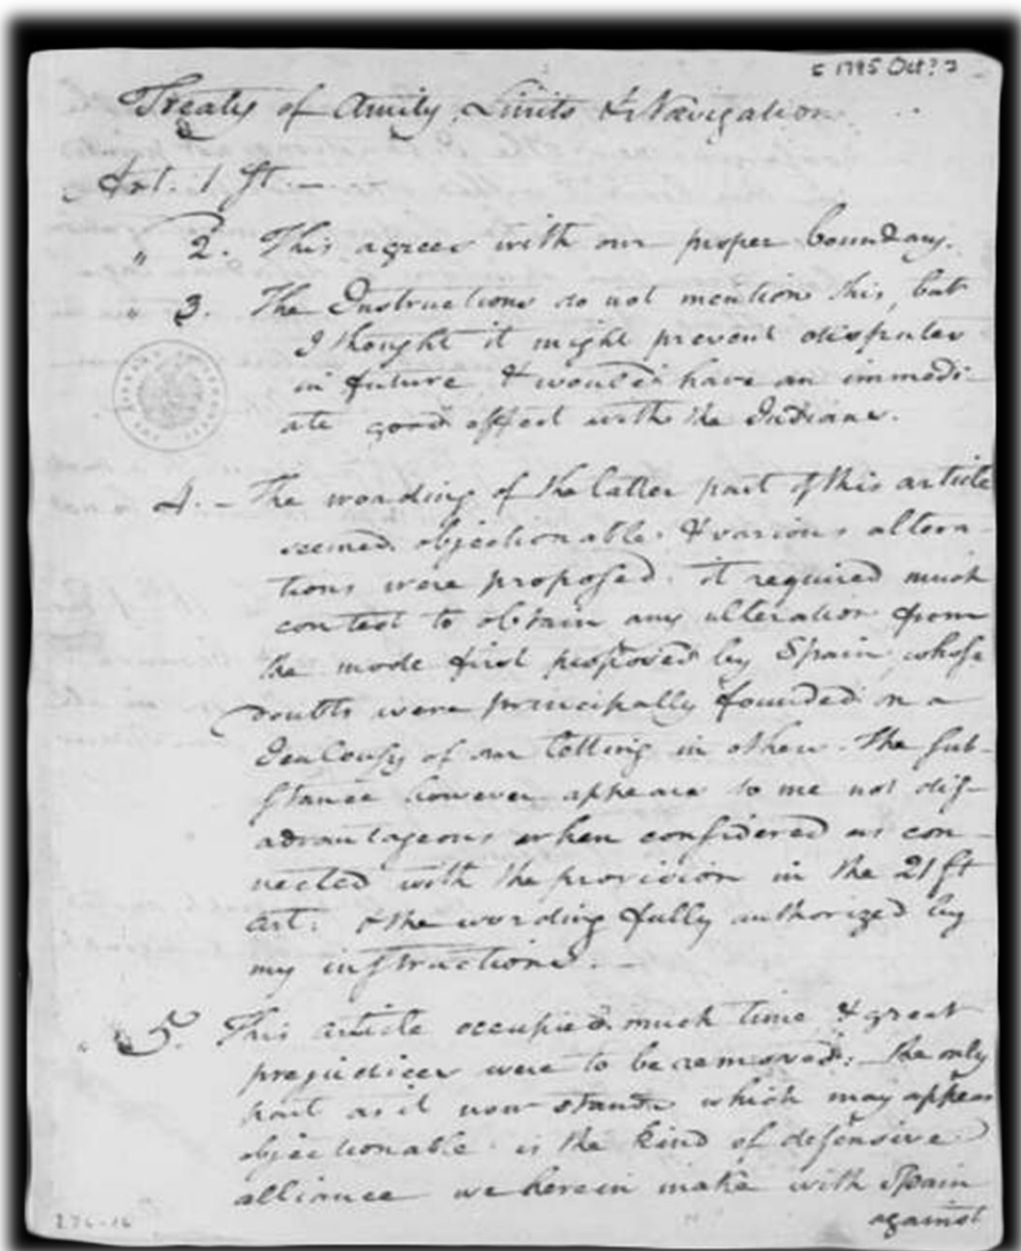 c 1795 Oct? ?
Treaty of Amity Limits & Navigation
Art. 1 st. —
" 2. This agrees with our proper boundary.
" 3. The Instructions do not mention this, but
I thought it might prevent disputes
in future & would have an immedi-
ate good effect with the Indians.
4. — The wording of the latter part of this article
seemed objectionable. & various altera-
tions were proposed. it required much
contest to obtain any alteration from
the mode first proposed by Spain, whose
doubts were principally founded on a
Jealousy of our letting in others. The sub-
stance however appears to me not dis-
advantageous when considered as con-
nected with the provision in the 21st
art: & the wording fully authorized by
my instructions. —
5. This article occupied much time & great
prejudices were to be removed: the only
part as it now stands which may appear
objectionable is the kind of defensive
alliance we herein make with Spain
against